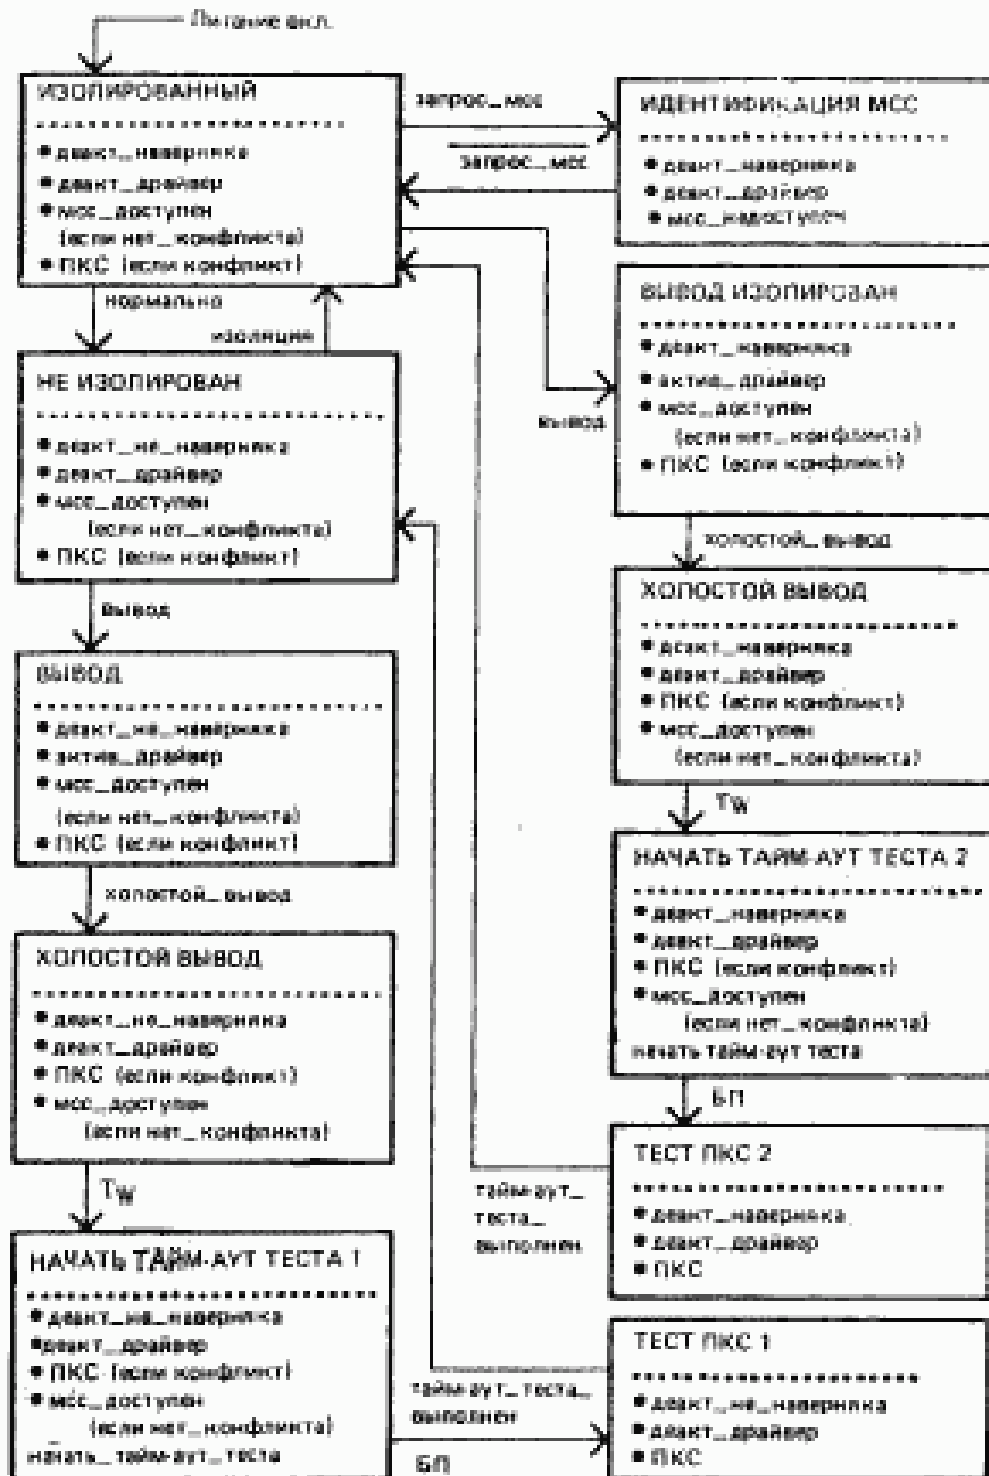 Питание вкл.
ИЗОЛИРОВАННЫЙ
• деакт_наверняка
• деакт_драйвер
• мсс_доступен
(если нет_конфликта)
• ПКС (если конфликт)
запрос_мсс
запрос_мсс
ИДЕНТИФИКАЦИЯ МСС
• деакт_наверняка
• деакт_драйвер
• мсс_недоступен
нормально
изоляция
вывод
ВЫВОД ИЗОЛИРОВАН
• деакт_наверняка
• актив_драйвер
• мсс_доступен
(если нет_конфликта)
• ПКС (если конфликт)
НЕ ИЗОЛИРОВАН
• деакт_не_наверняка
• деакт_драйвер
• мсс_доступен
(если нет_конфликта)
• ПКС (если конфликт)
холостой_вывод
ХОЛОСТОЙ ВЫВОД
• деакт_наверняка
• деакт_драйвер
• ПКС (если конфликт)
• мсс_доступен
(если нет_конфликта)
вывод
ВЫВОД
• деакт_не_наверняка
• актив_драйвер
• мсс_доступен
(если нет_конфликта)
• ПКС (если конфликт)
TW
НАЧАТЬ ТАЙМ-АУТ ТЕСТА 2
• деакт_наверняка
• деакт_драйвер
• ПКС (если конфликт)
• мсс_доступен
(если нет_конфликта)
начать тайм-аут теста
холостой_вывод
ХОЛОСТОЙ ВЫВОД
• деакт_не_наверняка
• деакт_драйвер
• ПКС (если конфликт)
• мсс_доступен
(если нет_конфликта)
БП
ТЕСТ ПКС 2
• деакт_наверняка
• деакт_драйвер
• ПКС
тайм-аут_
теста_
выполнен
TW
НАЧАТЬ ТАЙМ-АУТ ТЕСТА 1
• деакт_не_наверняка
• деакт_драйвер
• ПКС (если конфликт)
• мсс_доступен
(если нет_конфликта)
начать_тайм-аут_теста
тайм-аут_теста_
выполнен
БП
ТЕСТ ПКС 1
• деакт_не_наверняка
• деакт_драйвер
• ПКС